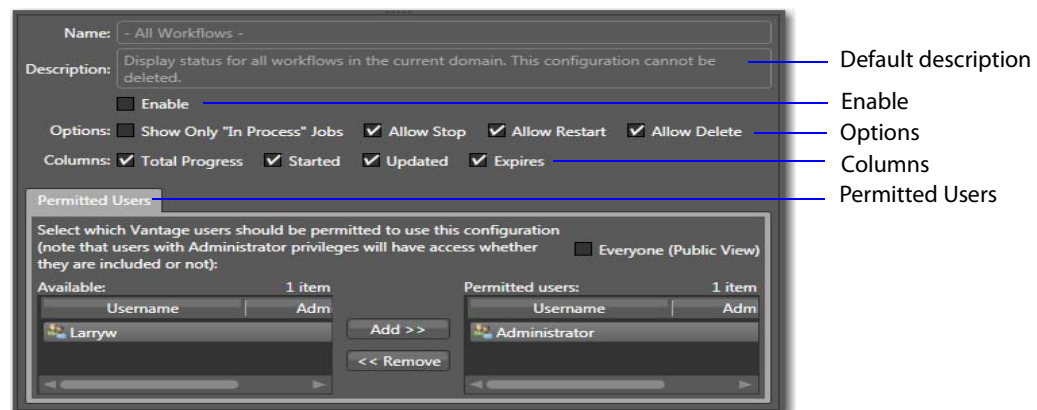 Name: - All Workflows -
Description: Display status for all workflows in the current domain. This configuration cannot be
deleted.
Default description
Enable
Enable
Options: Show Only "In Process" Jobs Allow Stop Allow Restart Allow Delete
Options
Columns: Total Progress Started Updated Expires
Columns
Permitted Users
Permitted Users
Select which Vantage users should be permitted to use this configuration
(note that users with Administrator privileges will have access whether
they are included or not):
Everyone (Public View)
Available: 1 item
Username Adm
Larryw
Add >>
<< Remove
Permitted users: 1 item
Username Adm
Administrator